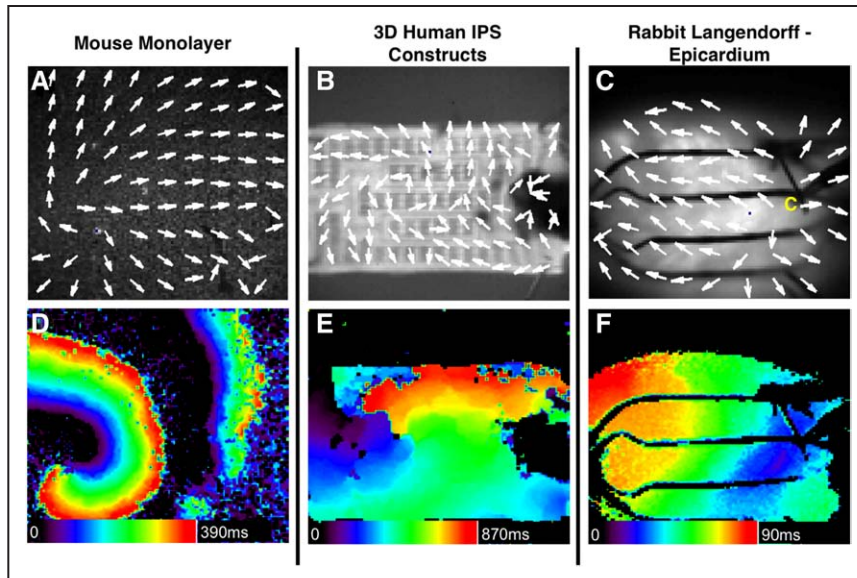 Mouse Monolayer
3D Human IPS
Constructs
Rabbit Langendorff -
Epicardium
A
B
C
C
D
E
F
0
390ms
0
870ms
0
90ms